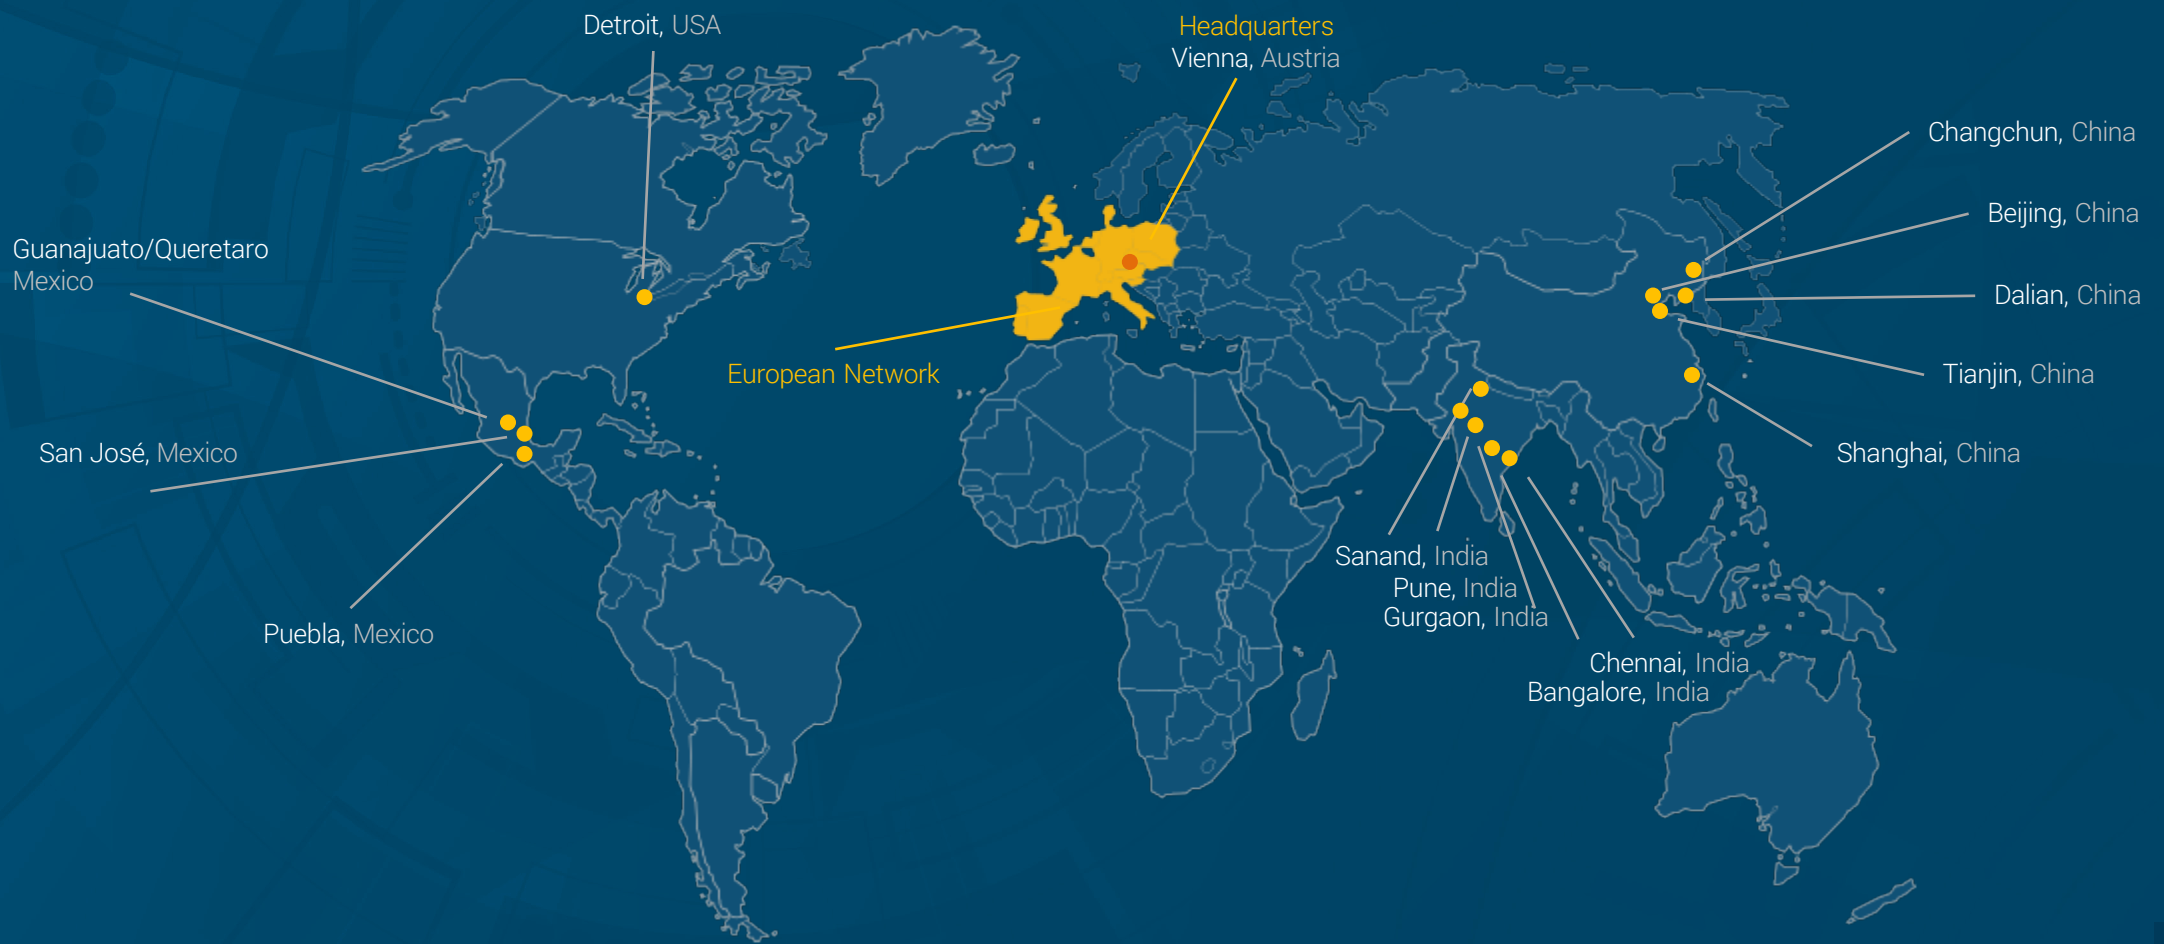 Detroit, USA
Headquarters
Vienna, Austria
Changchun, China
Beijing, China
Guanajuato/Queretaro
Mexico
Dalian, China
European Network
Tianjin, China
San José, Mexico
Shanghai, China
Sanand, India
Pune, India
Gurgaon, India
Puebla, Mexico
Chennai, India
Bangalore, India